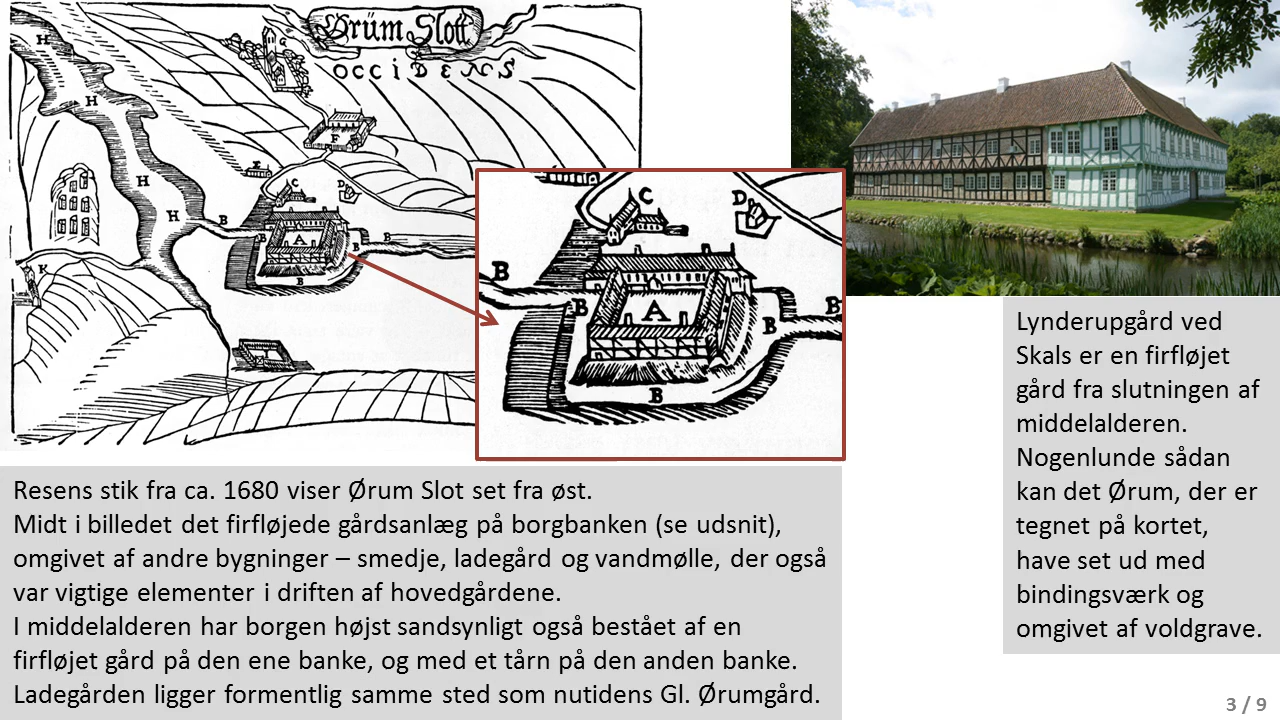 Ørüm Slott
OCCIDENS
H
G
H
F
E
H
C
D
H
B
A
B
B
B
B
K
B
C
D
B
B
A
B
B
B
Lynderupgård ved
Skals er en firfløjet
gård fra slutningen af
middelalderen.
Nogenlunde sådan
kan det Ørum, der er
tegnet på kortet,
have set ud med
bindingsværk og
omgivet af voldgrave.
Resens stik fra ca. 1680 viser Ørum Slot set fra øst.
Midt i billedet det firfløjede gårdsanlæg på borgbanken (se udsnit),
omgivet af andre bygninger – smedje, ladegård og vandmølle, der også
var vigtige elementer i driften af hovedgårdene.
I middelalderen har borgen højst sandsynligt også bestået af en
firfløjet gård på den ene banke, og med et tårn på den anden banke.
Ladegården ligger formentlig samme sted som nutidens Gl. Ørumgård.
3 / 9